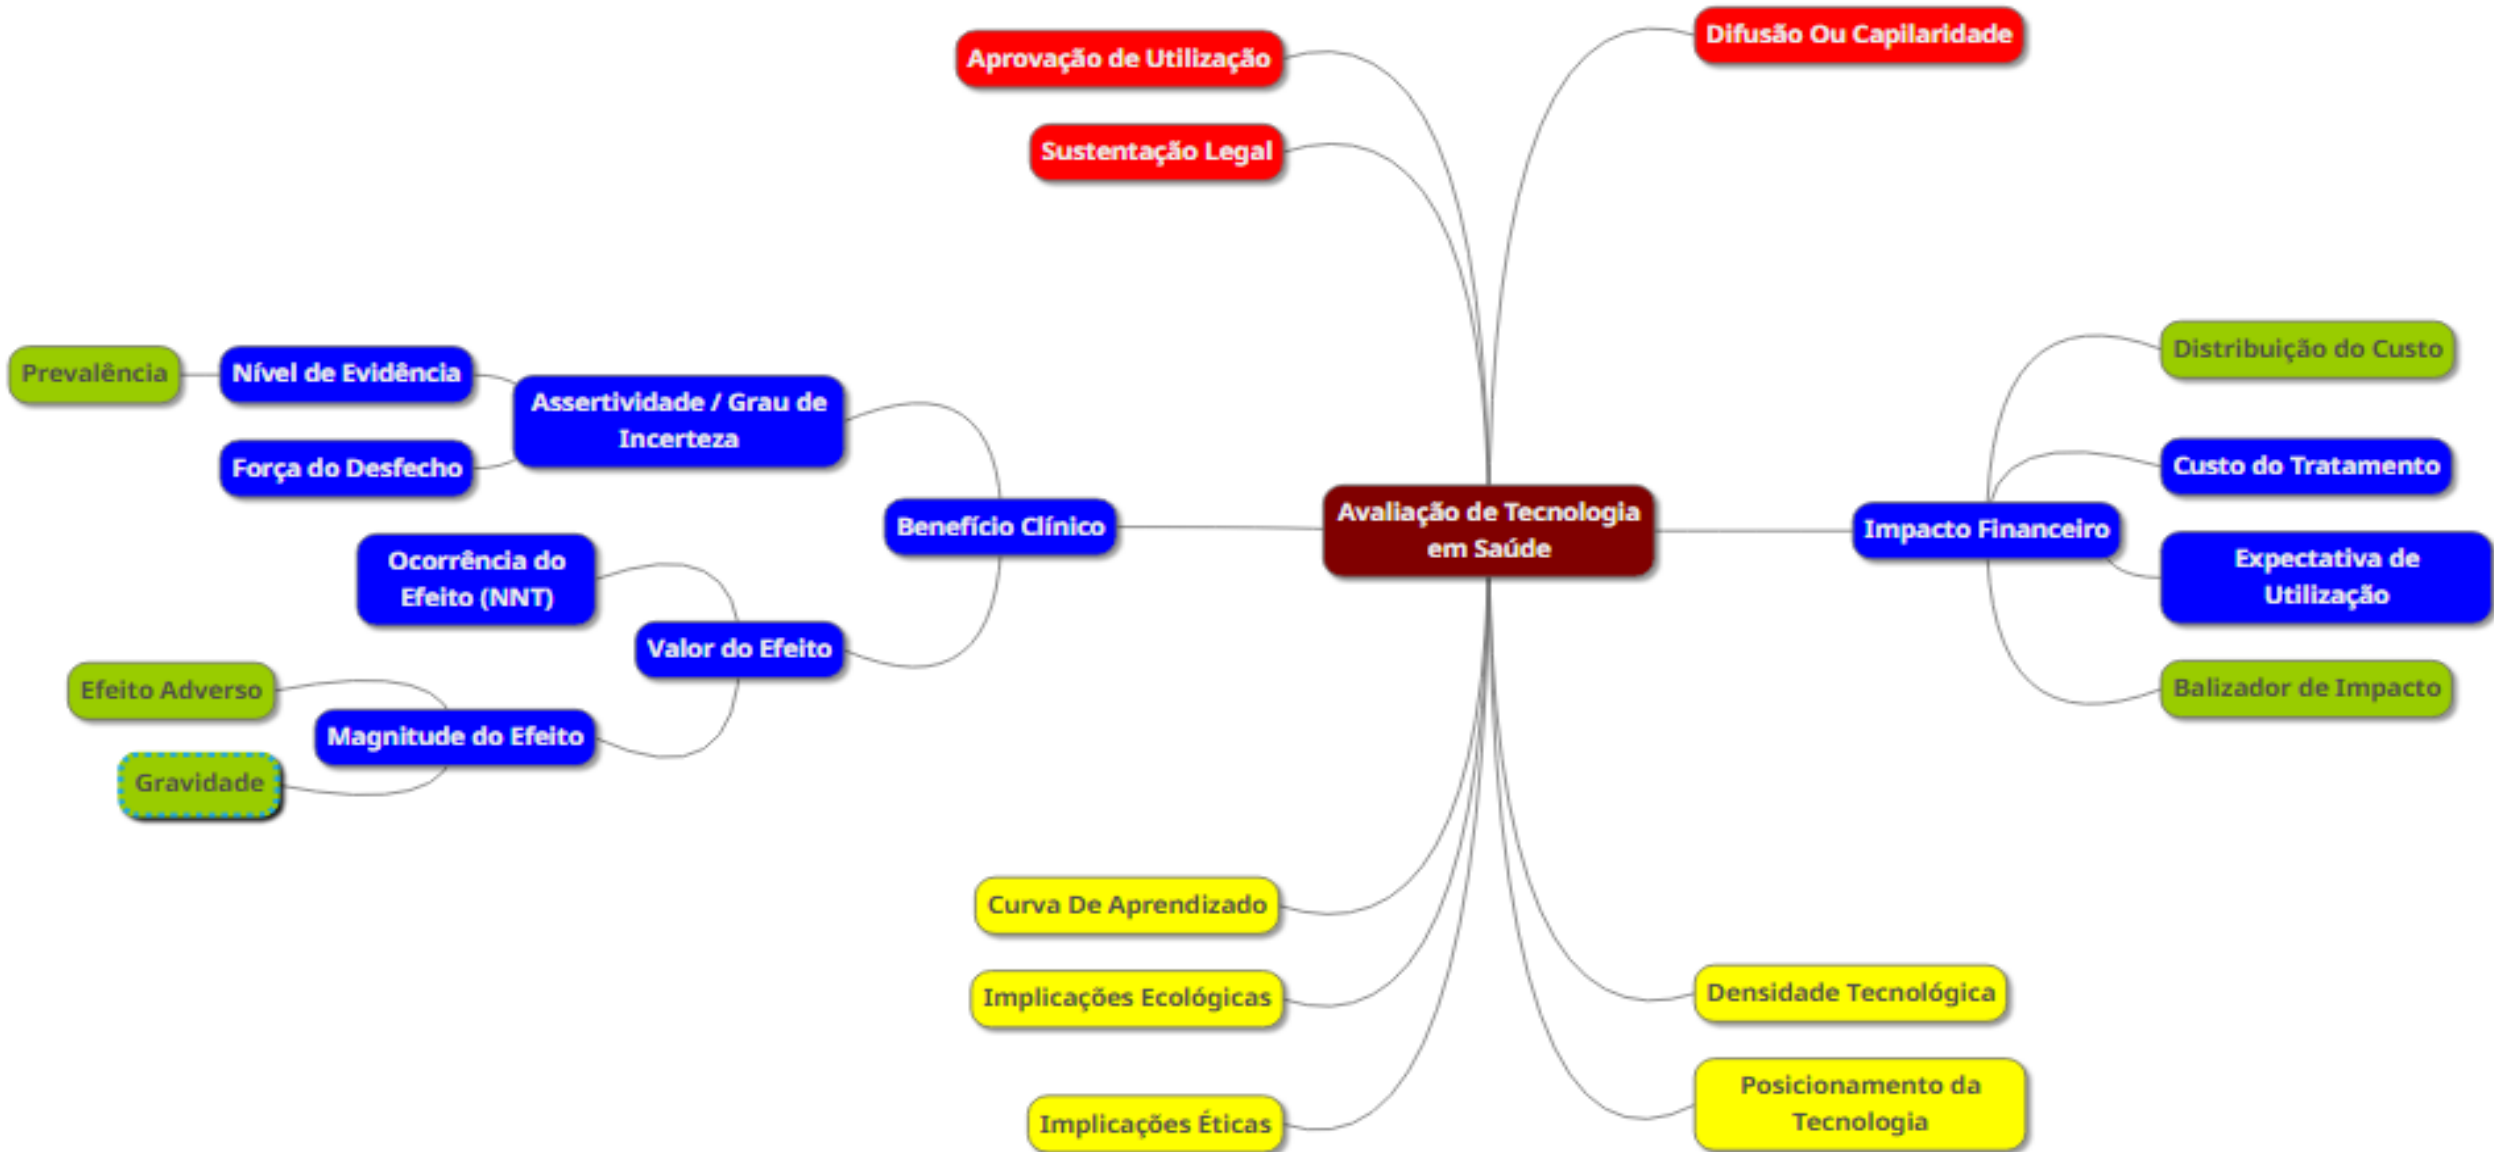 Difusão Ou Capilaridade
Aprovação de Utilização
Sustentação Legal
Distribuição do Custo
Prevalência
Nível de Evidência
Assertividade / Grau de
Incerteza
Força do Desfecho
Custo do Tratamento
Benefício Clínico
Avaliação de Tecnologia
em Saúde
Impacto Financeiro
Ocorrência do
Efeito (NNT)
Expectativa de
Utilização
Valor do Efeito
Efeito Adverso
Balizador de Impacto
Magnitude do Efeito
Gravidade
Curva De Aprendizado
Implicações Ecológicas
Densidade Tecnológica
Implicações Éticas
Posicionamento da
Tecnologia